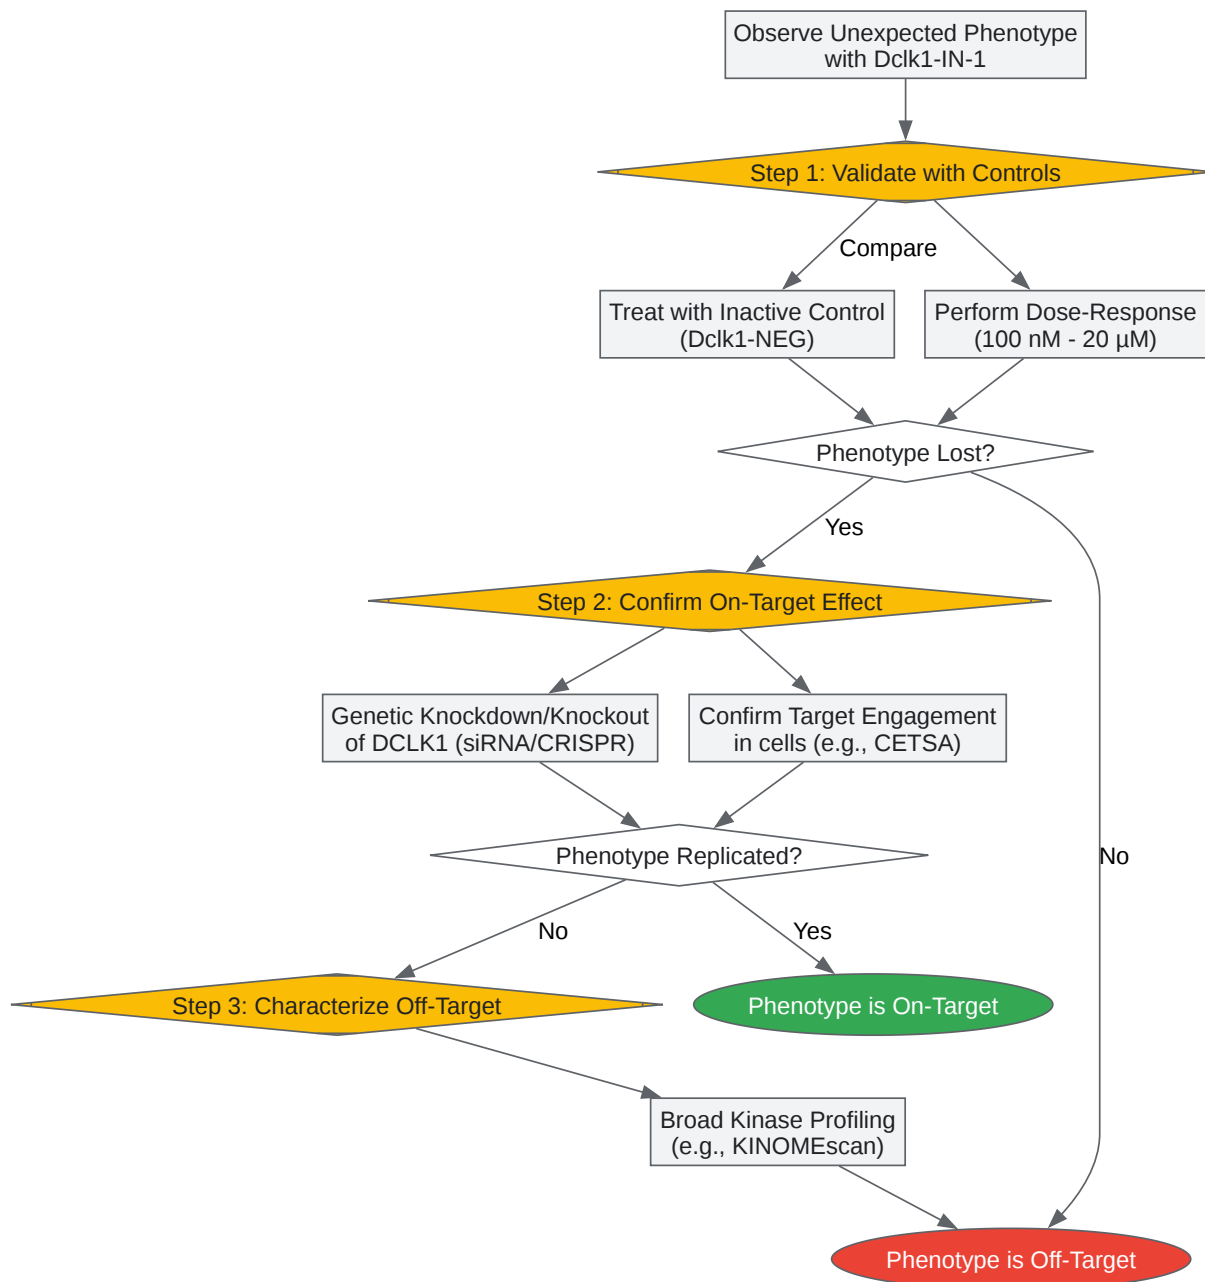 Observe Unexpected Phenotype
with Dclk1-IN-1
Step 1: Validate with Controls
Compare
Treat with Inactive Control
(Dclk1-NEG)
Perform Dose-Response
(100 nM - 20 µM)
Phenotype Lost?
Yes
Step 2: Confirm On-Target Effect
Genetic Knockdown/Knockout
of DCLK1 (siRNA/CRISPR)
Confirm Target Engagement
in cells (e.g., CETSA)
Phenotype Replicated?
No
No
Yes
Step 3: Characterize Off-Target
Phenotype is On-Target
Broad Kinase Profiling
(e.g., KINOMEscan)
Phenotype is Off-Target